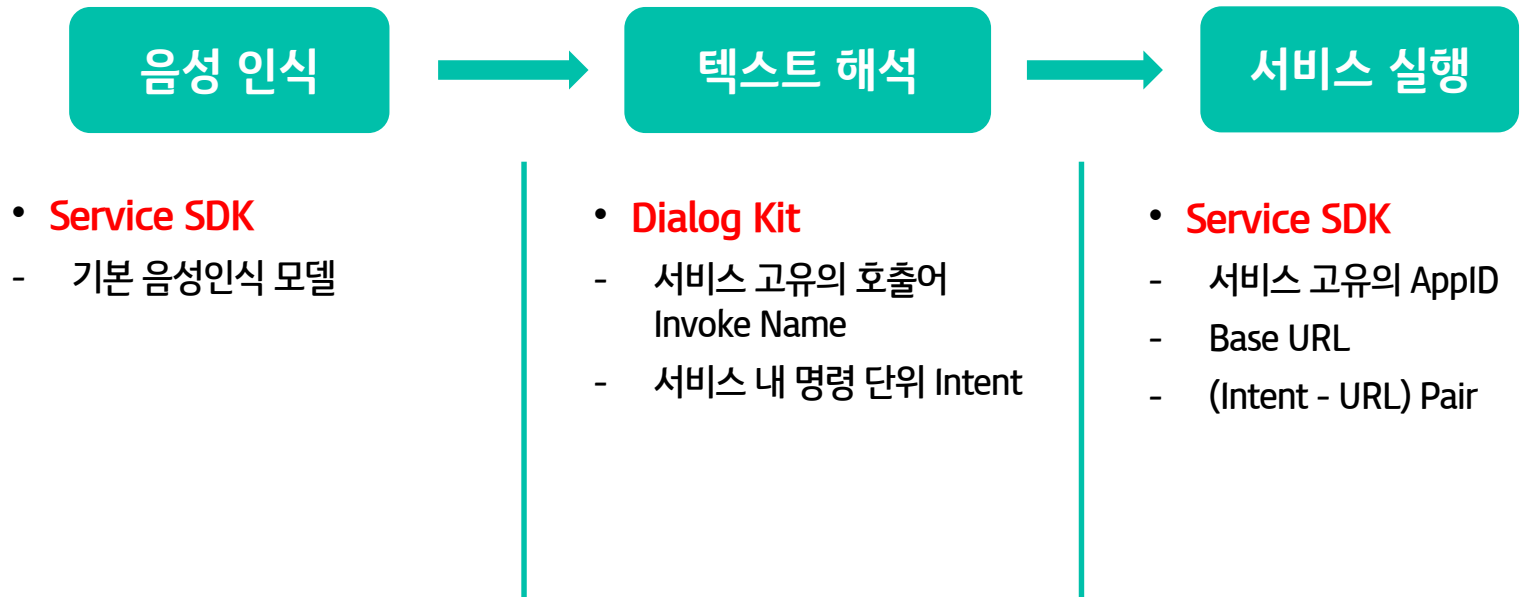 음성 인식
텍스트 해석
서비스 실행
• Service SDK
- 기본 음성인식 모델
• Dialog Kit
- 서비스 고유의 호출어
Invoke Name
- 서비스 내 명령 단위 Intent
• Service SDK
- 서비스 고유의 AppID
- Base URL
- (Intent - URL) Pair